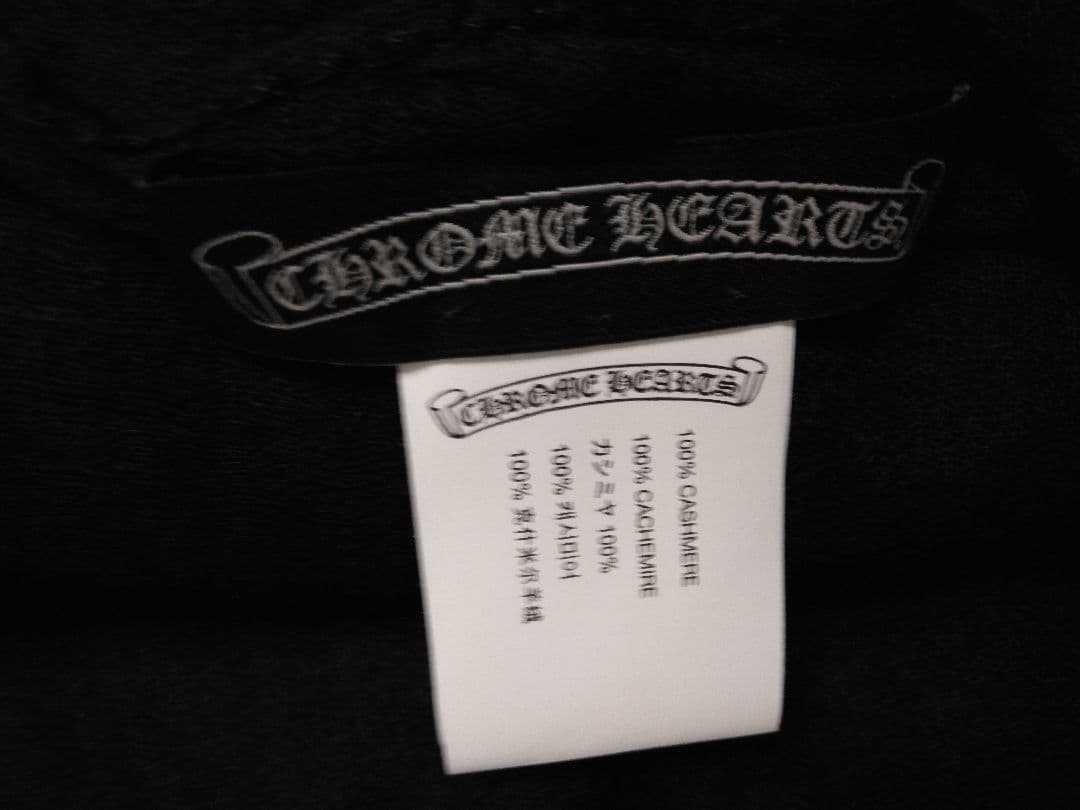 CHROME HEARTS
CHROME HEARTS
100% CASHMERE
100% CACHEMIRE
カシミヤ 100%
100% 캐시미어
100% 克什米尔羊绒